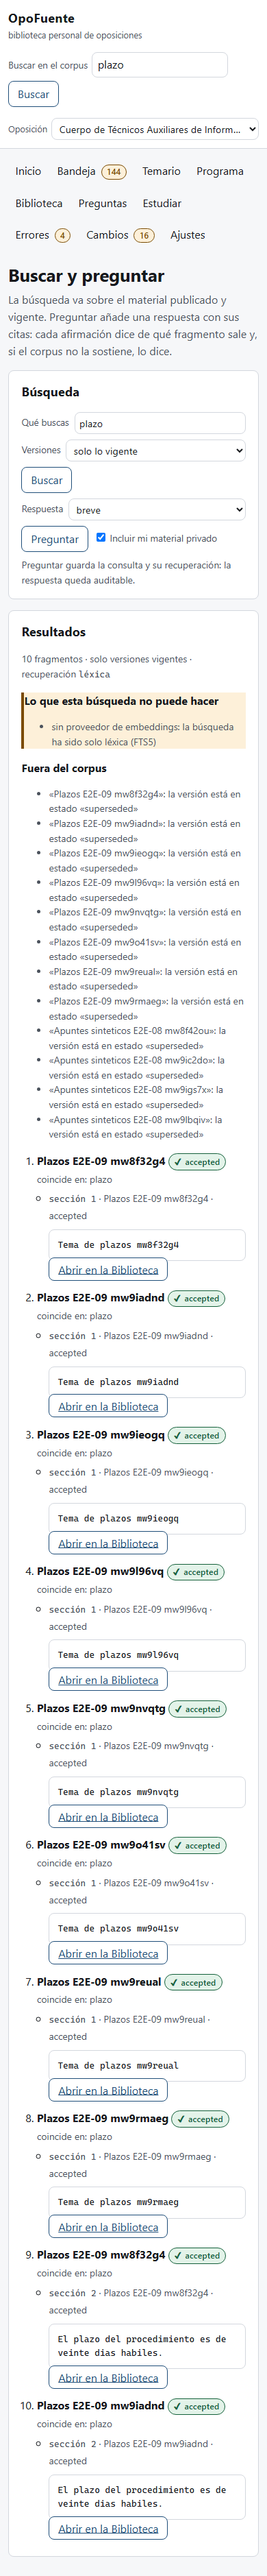 OpoFuente
biblioteca personal de oposiciones
Buscar en el corpus plazo
Buscar
Oposición Cuerpo de Técnicos Auxiliares de Inform...
Inicio Bandeja 144 Temario Programa
Biblioteca Preguntas Estudiar
Errores 4 Cambios 16 Ajustes
Buscar y preguntar
La búsqueda va sobre el material publicado y
vigente. Preguntar añade una respuesta con sus
citas: cada afirmación dice de qué fragmento sale y,
si el corpus no la sostiene, lo dice.
Búsqueda
Qué buscas plazo
Versiones solo lo vigente
Buscar
Respuesta breve
Preguntar Incluir mi material privado
Preguntar guarda la consulta y su recuperación: la
respuesta queda auditable.
Resultados
10 fragmentos · solo versiones vigentes ·
recuperación léxica
Lo que esta búsqueda no puede hacer
sin proveedor de embeddings: la búsqueda
ha sido solo léxica (FTS5)
Fuera del corpus
«Plazos E2E-09 mw8f32g4»: la versión está en
estado «superseded»
«Plazos E2E-09 mw9iadnd»: la versión está en
estado «superseded»
«Plazos E2E-09 mw9ieogq»: la versión está en
estado «superseded»
«Plazos E2E-09 mw9l96vq»: la versión está en
estado «superseded»
«Plazos E2E-09 mw9nvqtg»: la versión está en
estado «superseded»
«Plazos E2E-09 mw9o41sv»: la versión está en
estado «superseded»
«Plazos E2E-09 mw9reual»: la versión está en
estado «superseded»
«Plazos E2E-09 mw9rmaeg»: la versión está en
estado «superseded»
«Apuntes sinteticos E2E-08 mw8f42ou»: la
versión está en estado «superseded»
«Apuntes sinteticos E2E-08 mw9ic2do»: la
versión está en estado «superseded»
«Apuntes sinteticos E2E-08 mw9igs7x»: la
versión está en estado «superseded»
«Apuntes sinteticos E2E-08 mw9lbqiv»: la
versión está en estado «superseded»
1. Plazos E2E-09 mw8f32g4 ✓ accepted
coincide en: plazo
sección 1 · Plazos E2E-09 mw8f32g4 ·
accepted
Tema de plazos mw8f32g4
Abrir en la Biblioteca
2. Plazos E2E-09 mw9iadnd ✓ accepted
coincide en: plazo
sección 1 · Plazos E2E-09 mw9iadnd ·
accepted
Tema de plazos mw9iadnd
Abrir en la Biblioteca
3. Plazos E2E-09 mw9ieogq ✓ accepted
coincide en: plazo
sección 1 · Plazos E2E-09 mw9ieogq ·
accepted
Tema de plazos mw9ieogq
Abrir en la Biblioteca
4. Plazos E2E-09 mw9l96vq ✓ accepted
coincide en: plazo
sección 1 · Plazos E2E-09 mw9l96vq ·
accepted
Tema de plazos mw9l96vq
Abrir en la Biblioteca
5. Plazos E2E-09 mw9nvqtg ✓ accepted
coincide en: plazo
sección 1 · Plazos E2E-09 mw9nvqtg ·
accepted
Tema de plazos mw9nvqtg
Abrir en la Biblioteca
6. Plazos E2E-09 mw9o41sv ✓ accepted
coincide en: plazo
sección 1 · Plazos E2E-09 mw9o41sv ·
accepted
Tema de plazos mw9o41sv
Abrir en la Biblioteca
7. Plazos E2E-09 mw9reual ✓ accepted
coincide en: plazo
sección 1 · Plazos E2E-09 mw9reual ·
accepted
Tema de plazos mw9reual
Abrir en la Biblioteca
8. Plazos E2E-09 mw9rmaeg ✓ accepted
coincide en: plazo
sección 1 · Plazos E2E-09 mw9rmaeg ·
accepted
Tema de plazos mw9rmaeg
Abrir en la Biblioteca
9. Plazos E2E-09 mw8f32g4 ✓ accepted
coincide en: plazo
sección 2 · Plazos E2E-09 mw8f32g4 ·
accepted
El plazo del procedimiento es de
veinte dias habiles.
Abrir en la Biblioteca
10. Plazos E2E-09 mw9iadnd ✓ accepted
coincide en: plazo
sección 2 · Plazos E2E-09 mw9iadnd ·
accepted
El plazo del procedimiento es de
veinte dias habiles.
Abrir en la Biblioteca